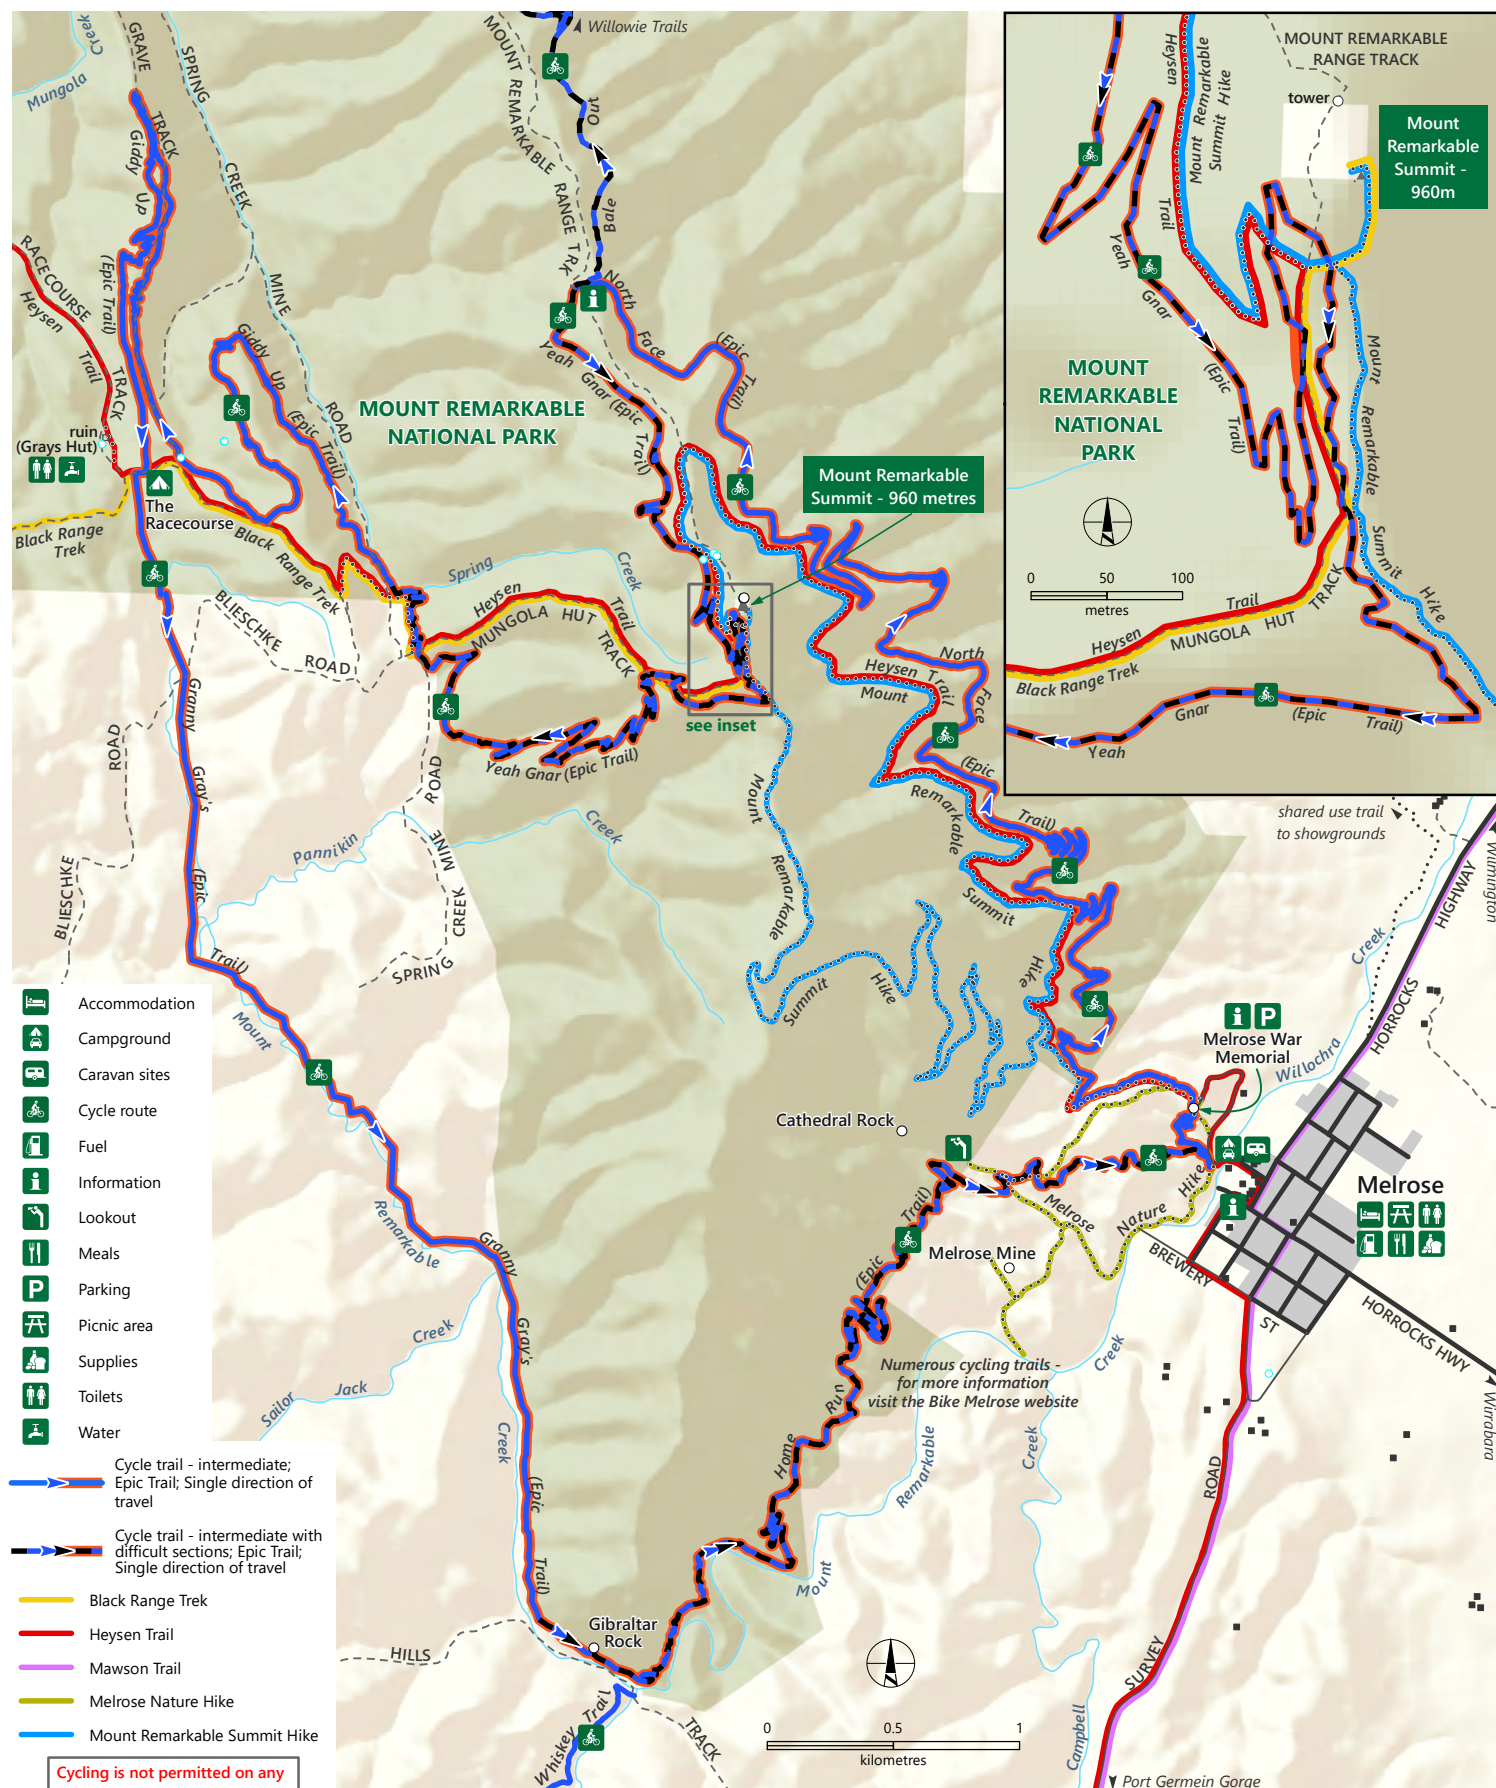 Willowie Trails
Mungola
Creek
GRAVE
TRACK
SPRING
CREEK
MINE
ROAD
MOUNT REMARKABLE RANGE TRK
Out
Bale
Giddy
Up
(Epic Trail)
RACECOURSE
TRACK
Heysen
Trail
ruin
(Grays Hut)
The
Racecourse
Black Range
Trek
Black Range Trek
Giddy
Up
(Epic Trail)
MOUNT REMARKABLE
NATIONAL PARK
North
Face
(Epic
Trail)
Yeah Gnar (Epic Trail)
Mount Remarkable
Summit - 960 metres
Spring
Creek
Heysen
Trail
MUNGOLA HUT TRACK
see inset
Yeah Gnar (Epic Trail)
BLIESCHKE
ROAD
ROAD
BLIESCHKE
Granny
Gray's
(Epic
Trail)
Pannikin
Creek
ROAD
MINE
CREEK
SPRING
Heysen Trail
Mount
Remarkable
Summit
Hike
North
Face
(Epic
Trail)
Mount
Remarkable
Summit
Hike
MOUNT REMARKABLE
RANGE TRACK
tower
Mount
Remarkable
Summit -
960m
Heysen
Trail
Mount Remarkable
Summit Hike
Yeah
Gnar
(Epic
Trail)
MOUNT
REMARKABLE
NATIONAL
PARK
0 50 100
metres
Mount
Remarkable
Summit
Hike
Heysen
Trail
MUNGOLA HUT
TRACK
Black Range Trek
Yeah
Gnar
(Epic
Trail)
shared use trail
to showgrounds
Wilmington
HIGHWAY
HORROCKS
Creek
Willochra
Melrose War
Memorial
Cathedral Rock
Melrose
Nature
Hike
Melrose Mine
BREWERY
ST
Melrose
HORROCKS HWY
Wirrabara
Numerous cycling trails -
for more information
visit the Bike Melrose website
Creek
Creek
Remarkable
Mount
(Epic
Trail)
Run
Home
Mount
Remarkable
Creek
Granny
Gray's
(Epic
Trail)
Sailor
Jack
Creek
Gibraltar
Rock
HILLS
TRACK
Whiskey Trail
SURVEY
ROAD
Campbell
Port Germein Gorge
0 0.5 1
kilometres
Accommodation
Campground
Caravan sites
Cycle route
Fuel
Information
Lookout
Meals
Parking
Picnic area
Supplies
Toilets
Water
Cycle trail - intermediate;
Epic Trail; Single direction of
travel
Cycle trail - intermediate with
difficult sections; Epic Trail;
Single direction of travel
Black Range Trek
Heysen Trail
Mawson Trail
Melrose Nature Hike
Mount Remarkable Summit Hike
Cycling is not permitted on any